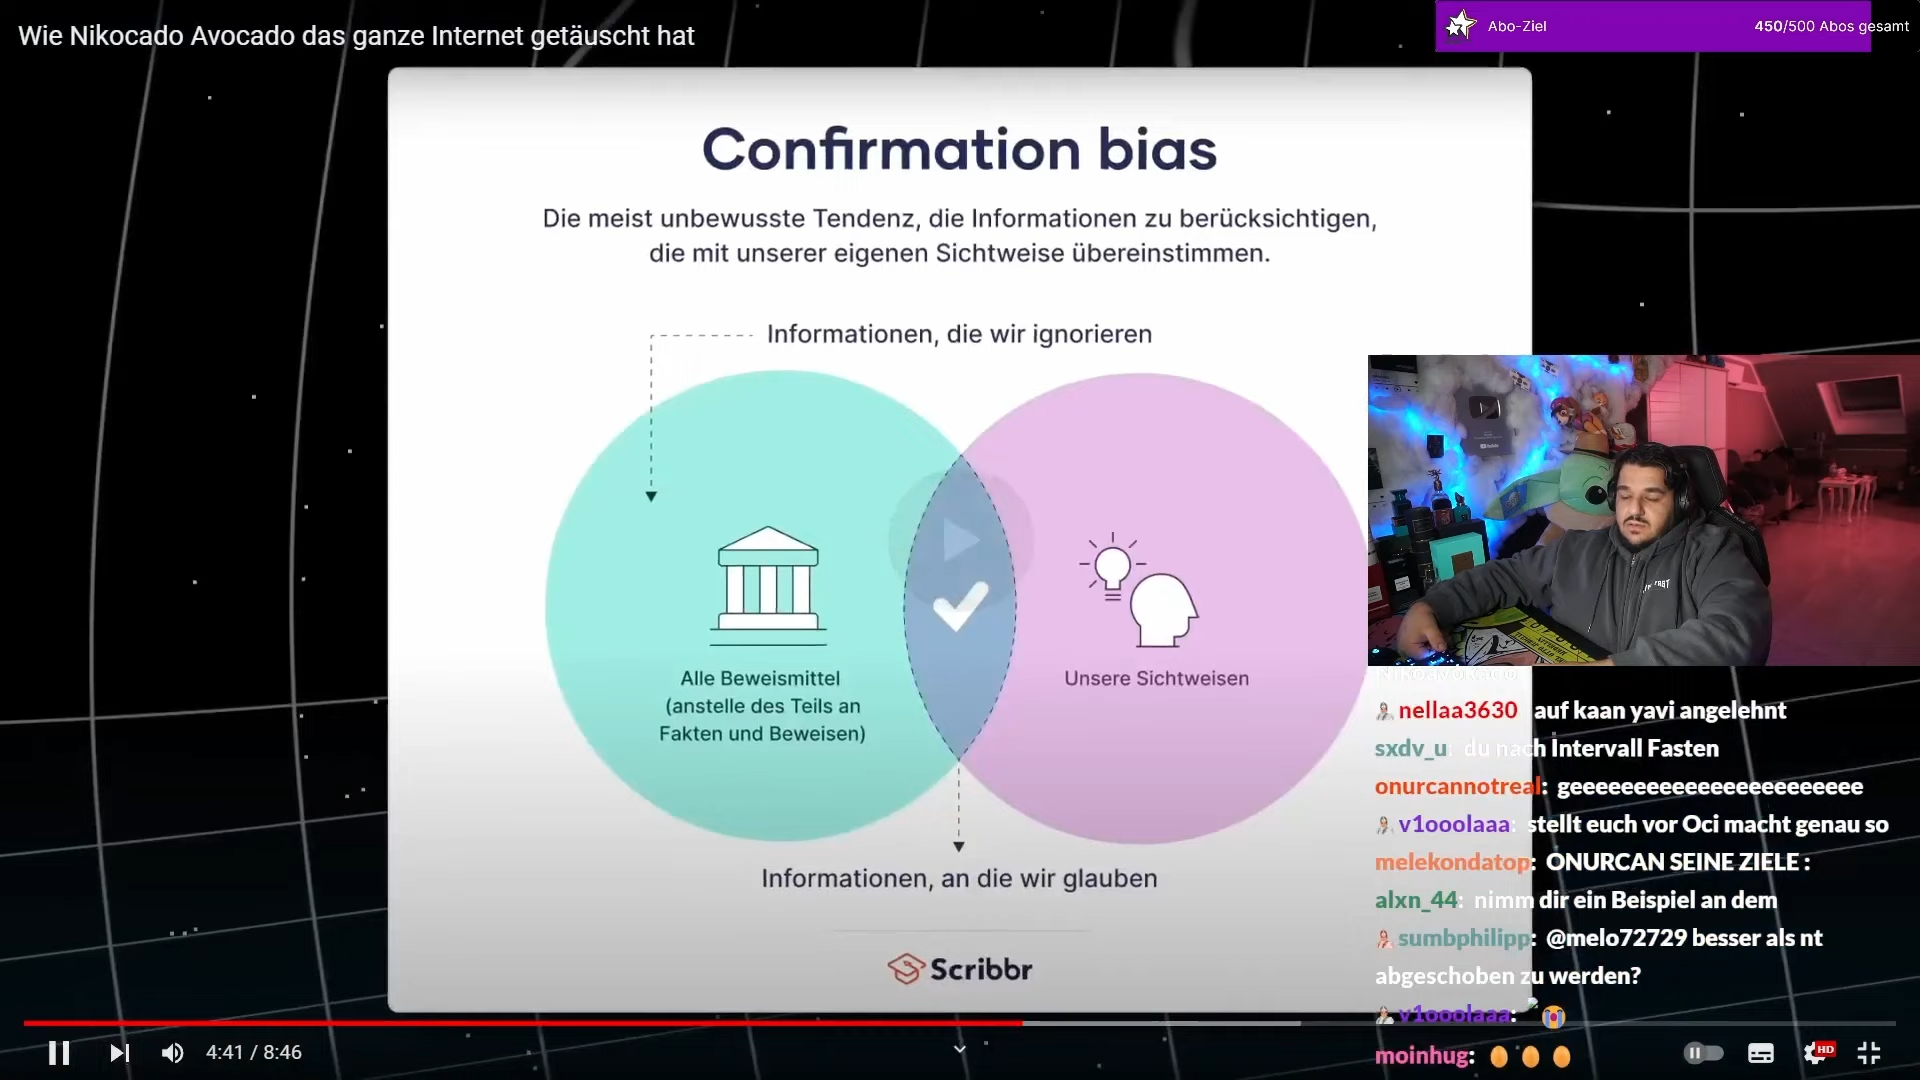 Wie Nikocado Avocado das ganze Internet getäuscht hat
Abo-Ziel
450/500 Abos gesamt
Confirmation bias
Die meist unbewusste Tendenz, die Informationen zu berücksichtigen,
die mit unserer eigenen Sichtweise übereinstimmen.
Informationen, die wir ignorieren
Alle Beweismittel
(anstelle des Teils an
Fakten und Beweisen)
Unsere Sichtweisen
Informationen, an die wir glauben
Scribbr
nellaa3630 auf kaan yavi angelehnt
sxdv_u: du nach Intervall Fasten
onurcannotreal: geeeeeeeeeeeeeeeeeeeeeee
v1ooolaaa: stellt euch vor Oci macht genau so
melekondatop: ONURCAN SEINE ZIELE :
alxn_44: nimm dir ein Beispiel an dem
sumbphilipp: @melo72729 besser als nt
abgeschoben zu werden?
v1ooolaaa: 😭
moinhug: 🥚 🥚 🥚
4:41 / 8:46
HD